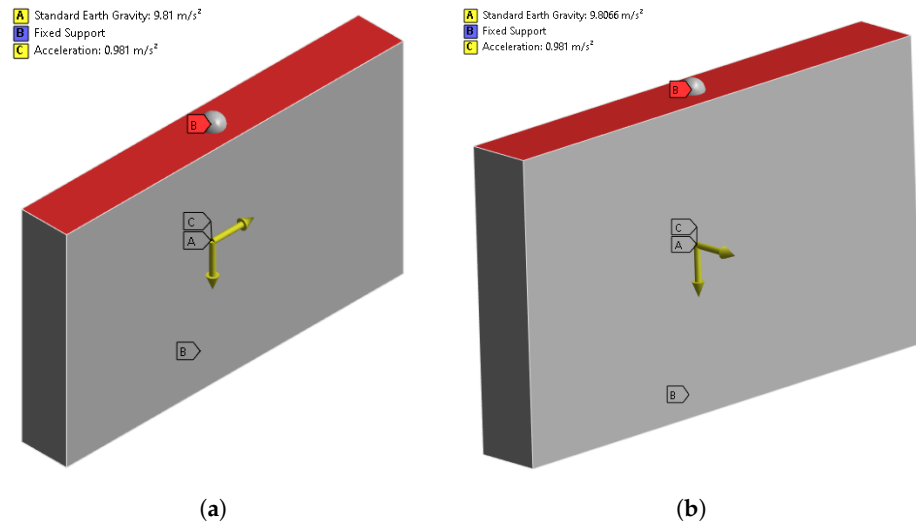 A Standard Earth Gravity: 9.81 m/s²
B Fixed Support
C Acceleration: 0.981 m/s²
B
C
A
B
(a)
A Standard Earth Gravity: 9.8066 m/s²
B Fixed Support
C Acceleration: 0.981 m/s²
B
C
A
B
(b)